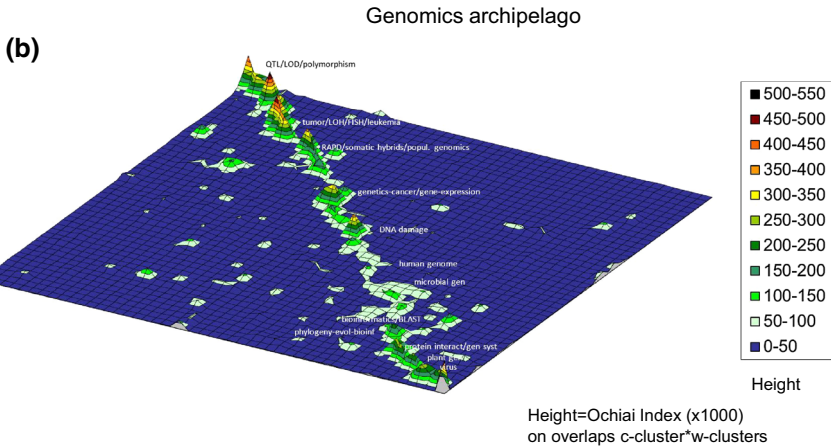 Genomics archipelago
(b)
QTL/LOD/polymorphism
tumor/LOH/FISH/leukemia
RAPD/somatic hybrids/popul. genomics
genetics-cancer/gene-expression
DNA damage
human genome
microbial gen
bioinformatics/BLAST
phylogeny-evol-bioinf
protein interact/gen syst
plant gen
virus
500-550
450-500
400-450
350-400
300-350
250-300
200-250
150-200
100-150
50-100
0-50
Height
Height=Ochiai Index (x1000)
on overlaps c-cluster*w-clusters